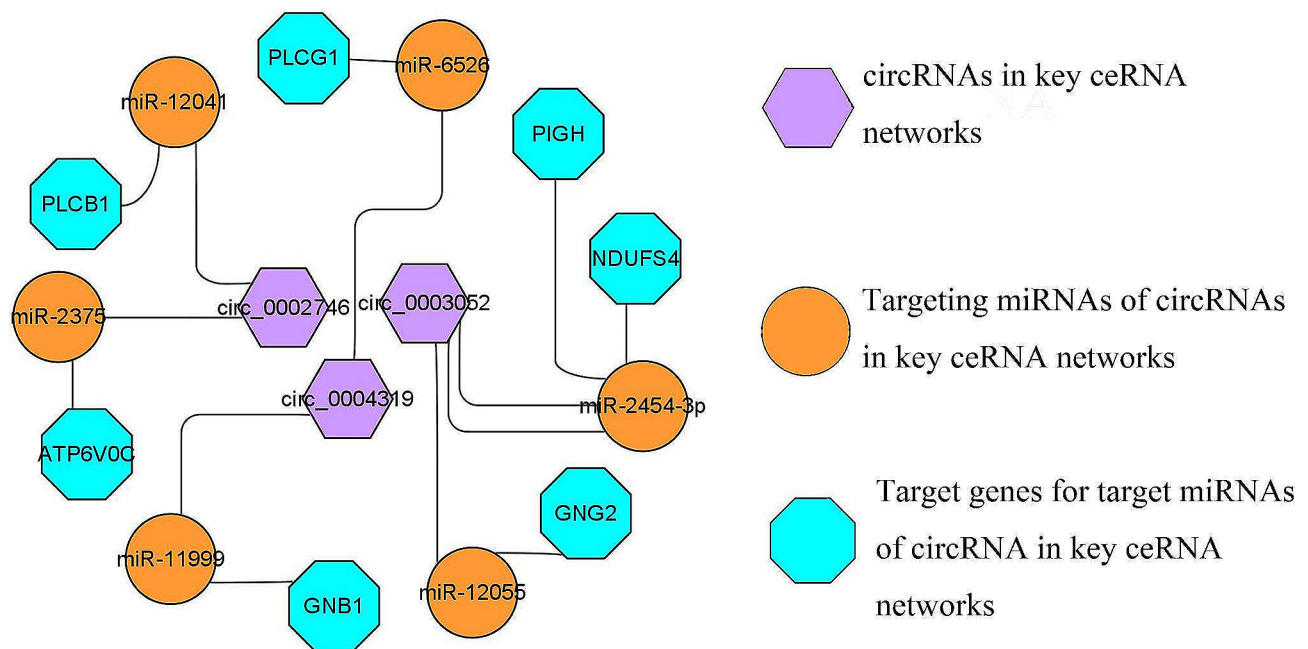 PLCG1
miR-6526
miR-12041
PIGH
PLCB1
NDUFS4
miR-2375
circ_0002746
circ_0003052
circ_0004319
miR-2454-3p
ATP6V0C
GNG2
miR-11999
miR-12055
GNB1
circRNAs in key ceRNA
networks
Targeting miRNAs of circRNAs
in key ceRNA networks
Target genes for target miRNAs
of circRNA in key ceRNA
networks